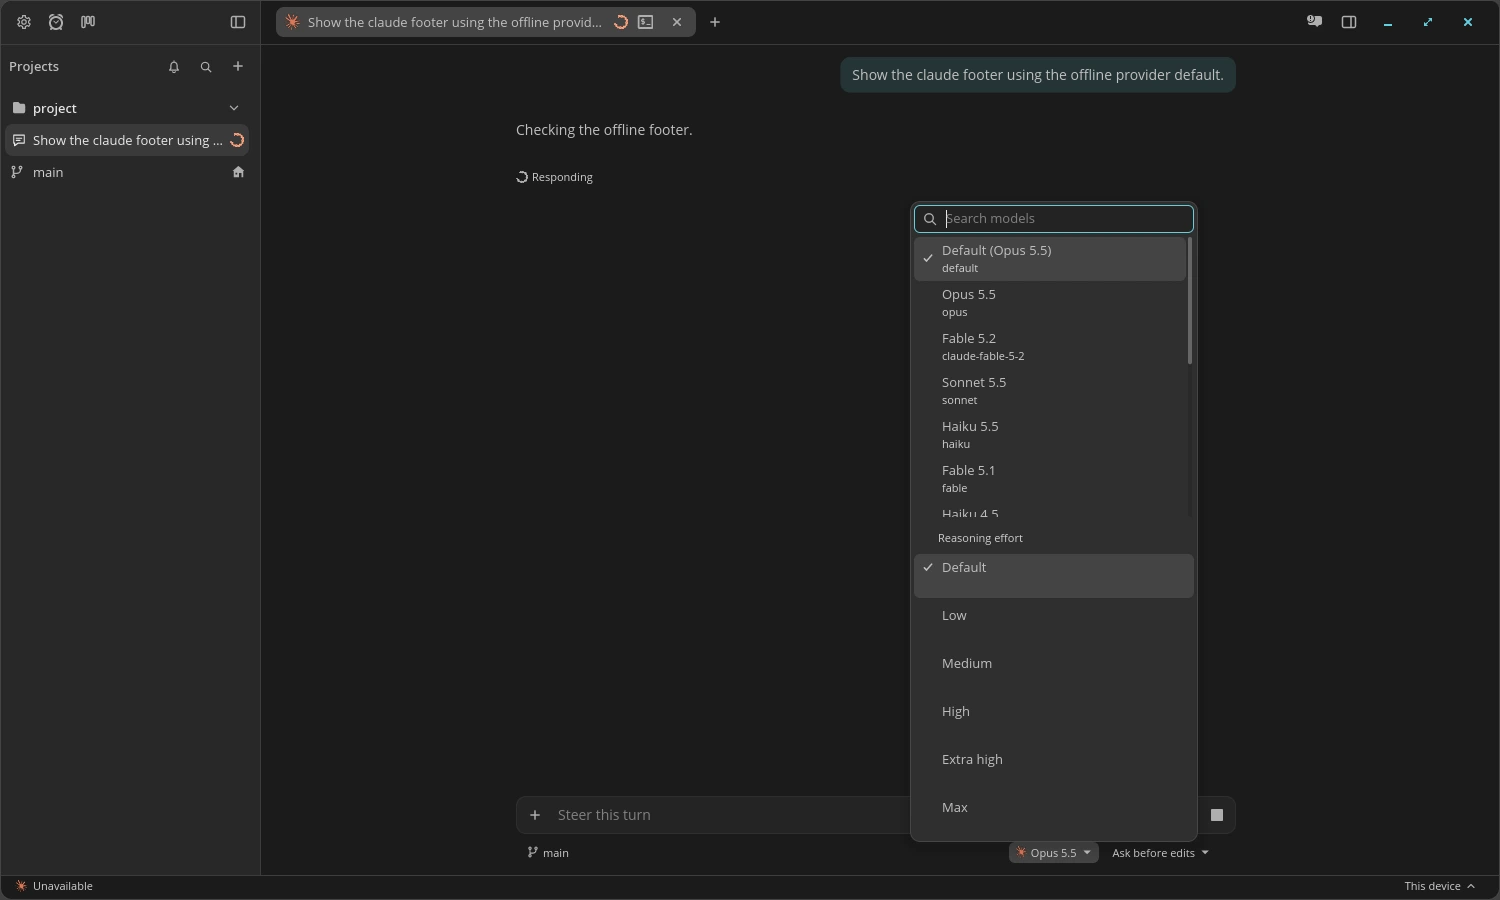 Show the claude footer using the offline provid...
Projects
project
Show the claude footer using ...
main
Show the claude footer using the offline provider default.
Checking the offline footer.
Responding
Search models
Default (Opus 5.5)
default
Opus 5.5
opus
Fable 5.2
claude-fable-5-2
Sonnet 5.5
sonnet
Haiku 5.5
haiku
Fable 5.1
fable
Haiku 4.5
Reasoning effort
Default
Low
Medium
High
Extra high
Max
Steer this turn
main
Opus 5.5
Ask before edits
Unavailable
This device